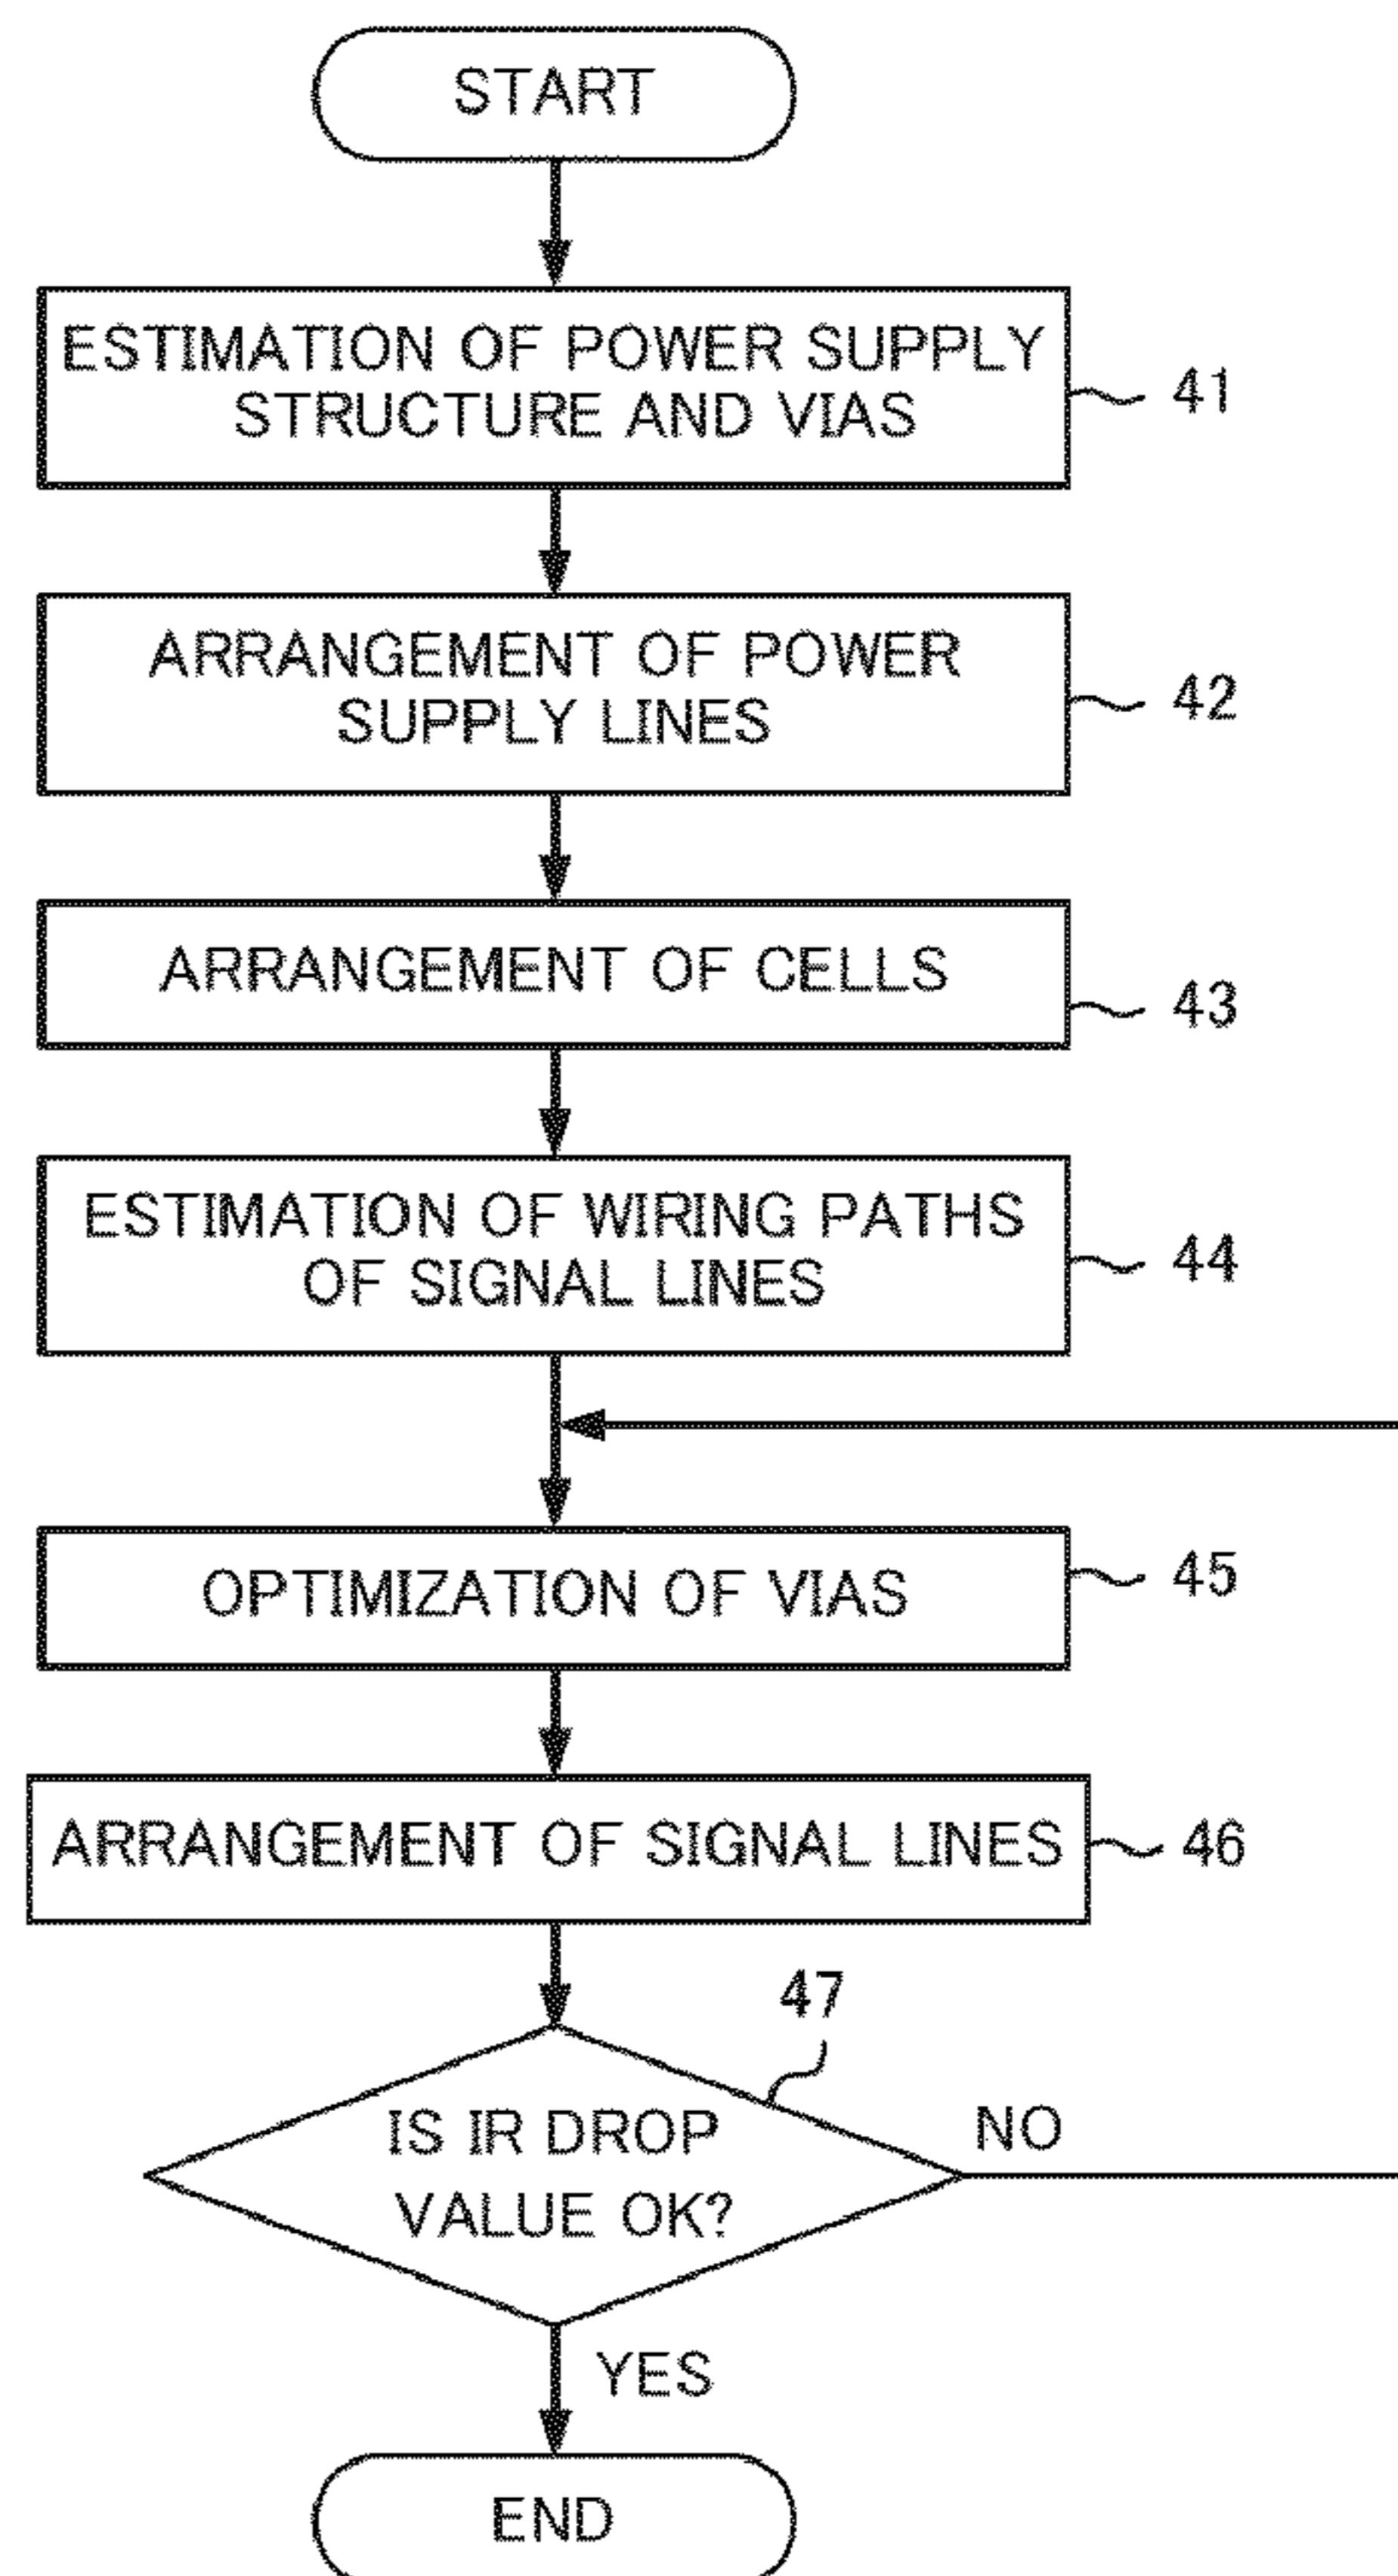 START
ESTIMATION OF POWER SUPPLY
STRUCTURE AND VIAS
41
ARRANGEMENT OF POWER
SUPPLY LINES
42
ARRANGEMENT OF CELLS
43
ESTIMATION OF WIRING PATHS
OF SIGNAL LINES
44
OPTIMIZATION OF VIAS
45
ARRANGEMENT OF SIGNAL LINES
46
47
IS IR DROP
VALUE OK?
NO
YES
END